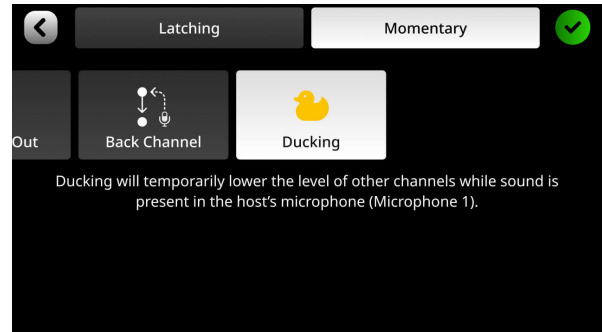 Latching
Momentary
Out
Back Channel
Ducking
Ducking will temporarily lower the level of other channels while sound is
present in the host's microphone (Microphone 1).